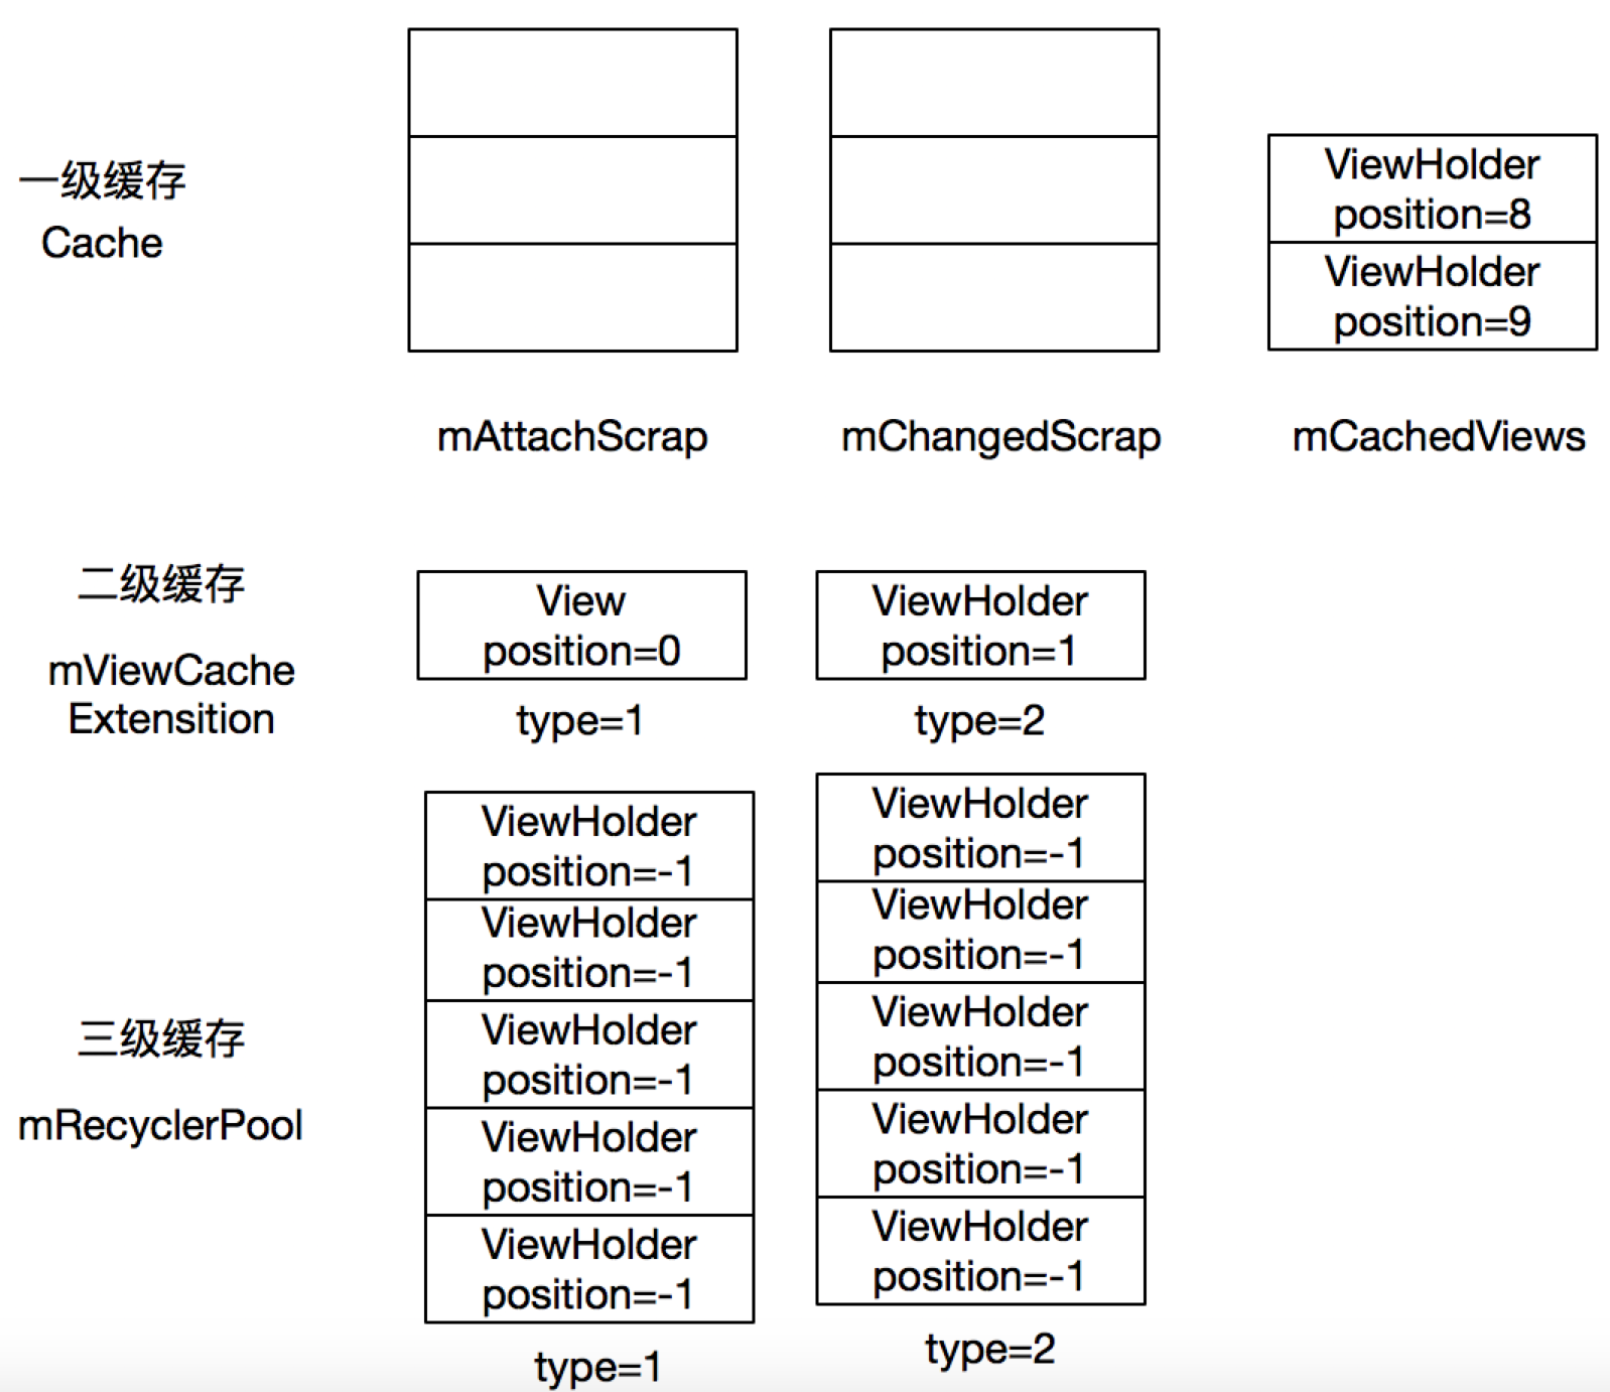 一级缓存
Cache
ViewHolder
position=8
ViewHolder
position=9
mAttachScrap
mChangedScrap
mCachedViews
二级缓存
mViewCache
Extensition
View
position=0
type=1
ViewHolder
position=1
type=2
三级缓存
mRecyclerPool
ViewHolder
position=-1
ViewHolder
position=-1
ViewHolder
position=-1
ViewHolder
position=-1
ViewHolder
position=-1
type=1
ViewHolder
position=-1
ViewHolder
position=-1
ViewHolder
position=-1
ViewHolder
position=-1
ViewHolder
position=-1
type=2